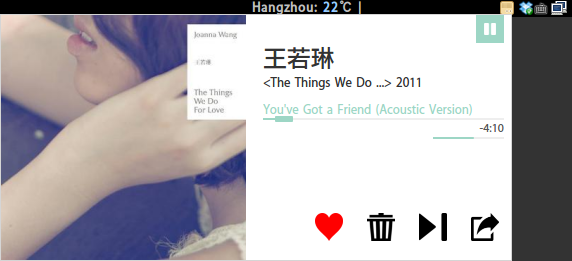 Hangzhou: 22℃ |
Joanna Wang
王若琳
The Things
We Do
For Love
王若琳
<The Things We Do ...> 2011
You've Got a Friend (Acoustic Version)
-4:10